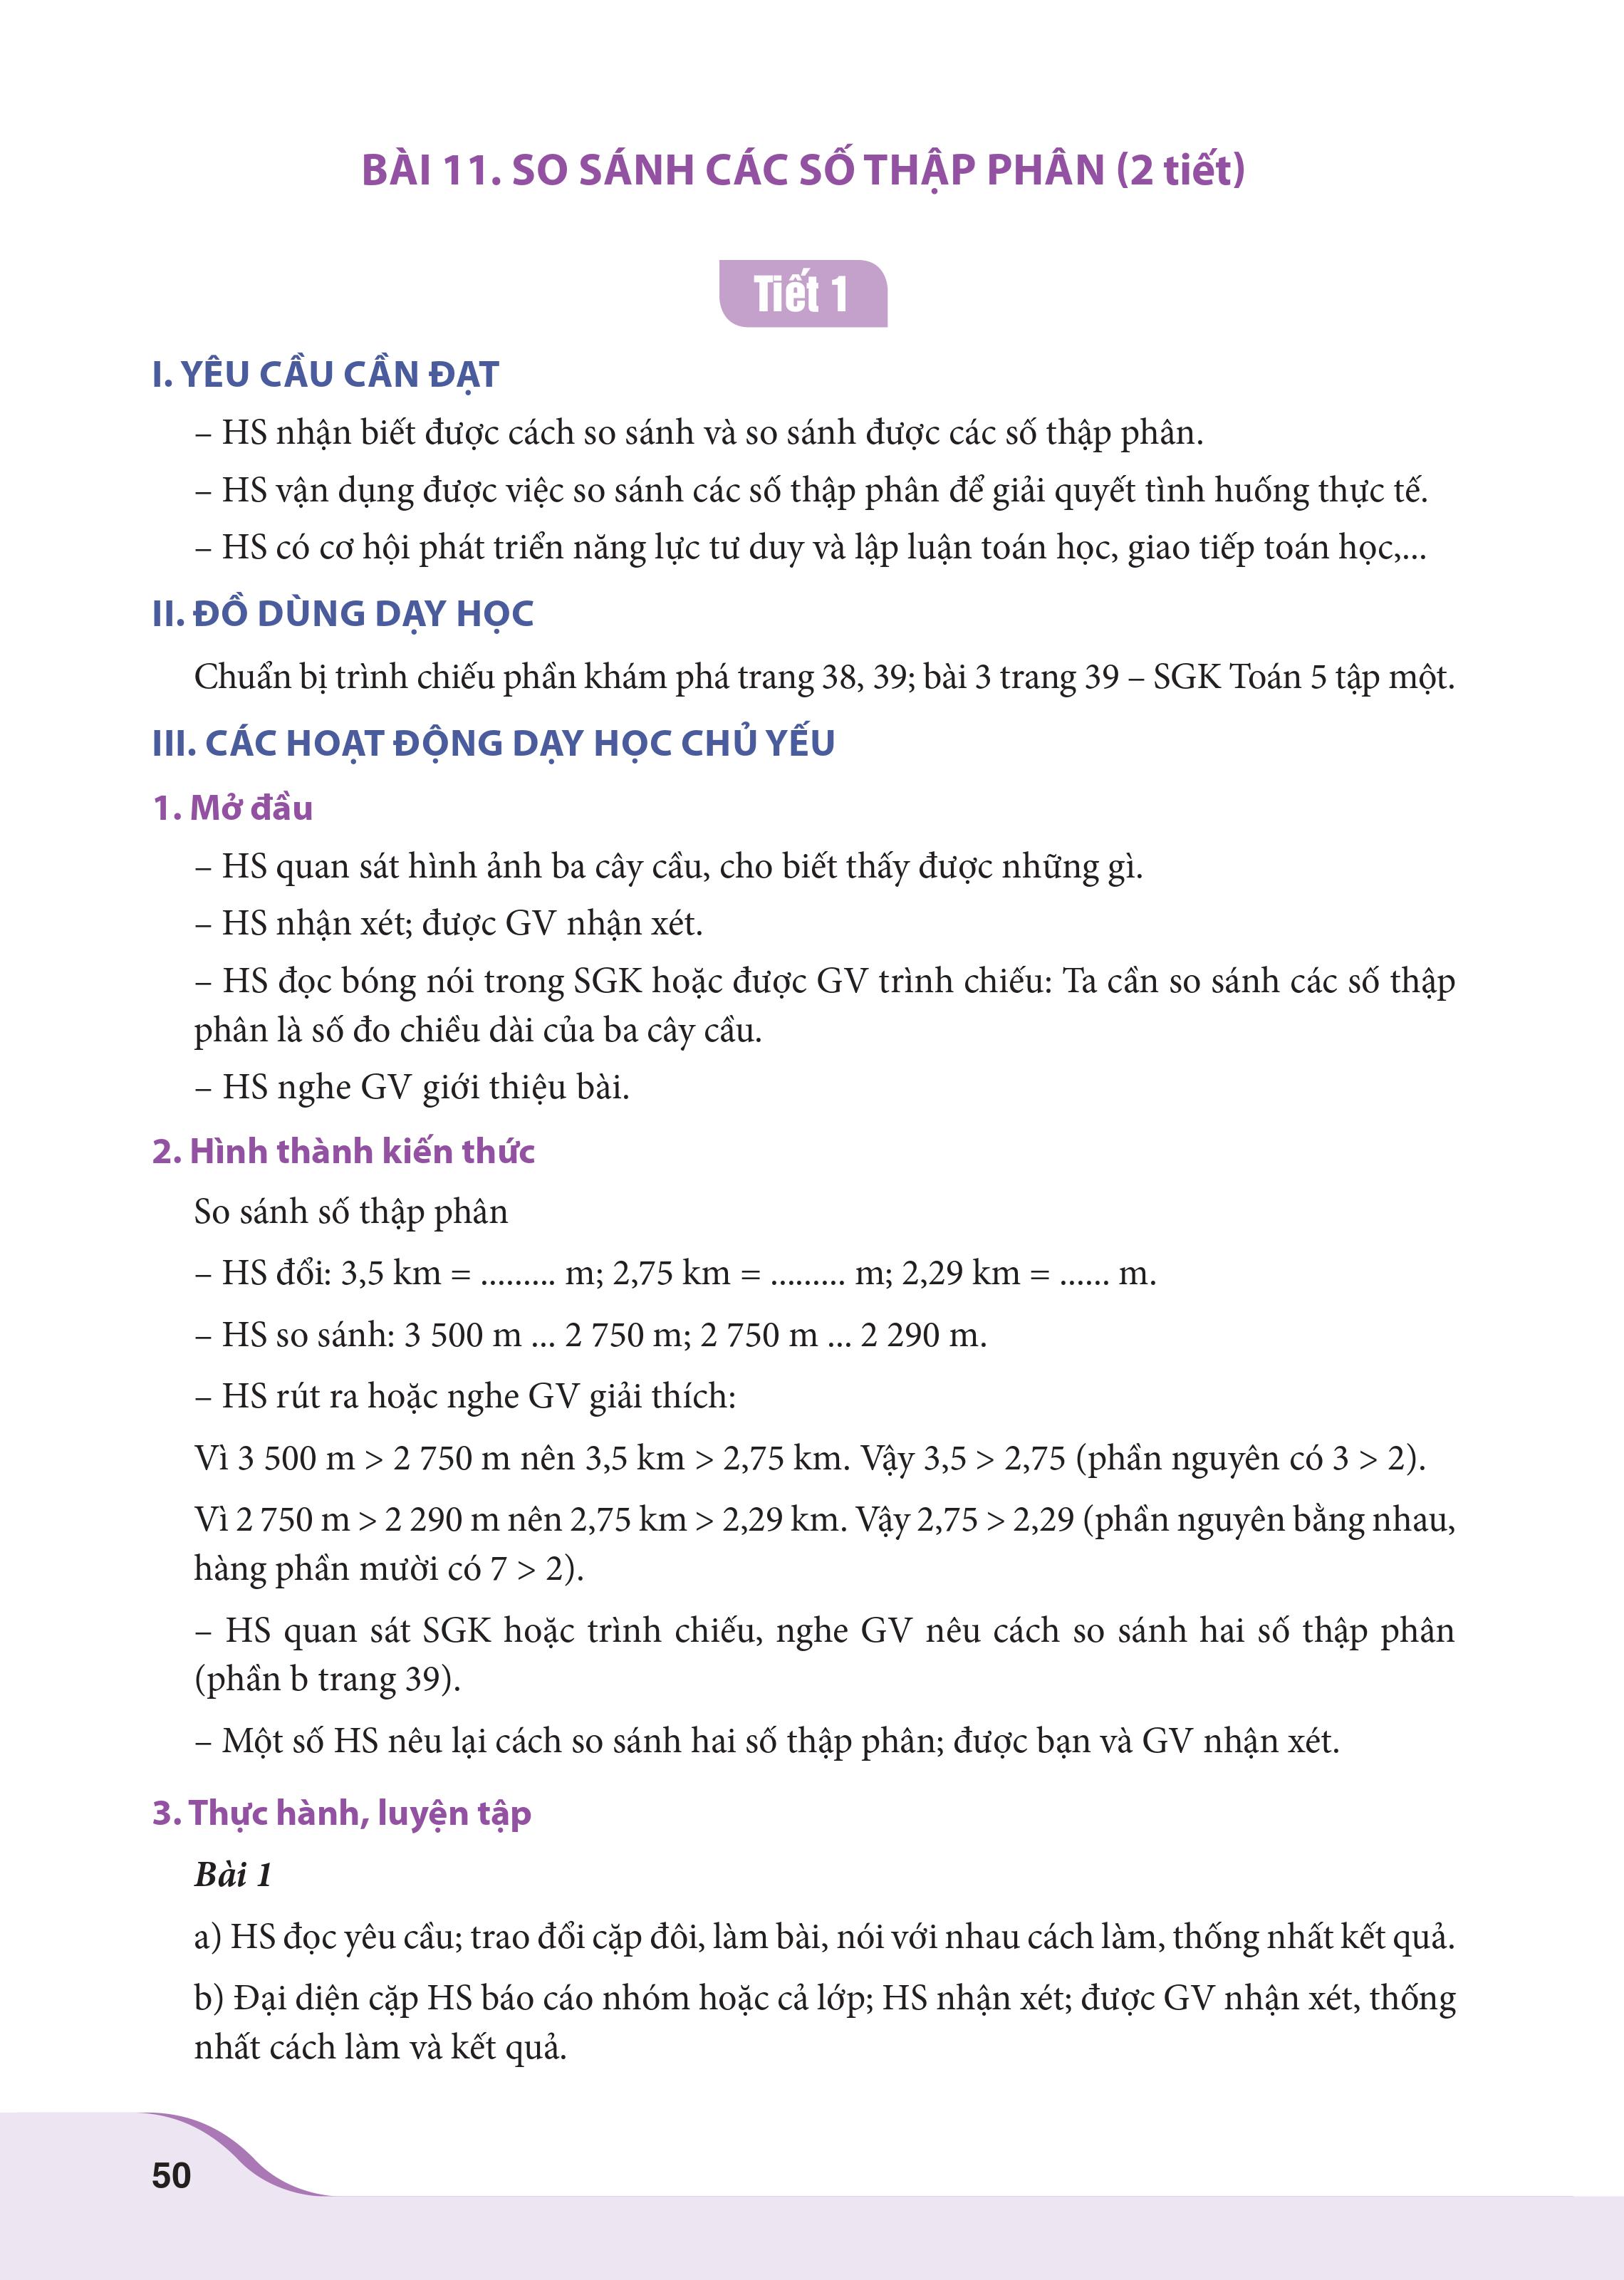 BÀI 11. SO SÁNH CÁC SỐ THẬP PHÂN (2 tiết)
Tiết 1
I. YÊU CẦU CẦN ĐẠT
– HS nhận biết được cách so sánh và so sánh được các số thập phân.
– HS vận dụng được việc so sánh các số thập phân để giải quyết tình huống thực tế.
– HS có cơ hội phát triển năng lực tư duy và lập luận toán học, giao tiếp toán học,...
II. ĐỒ DÙNG DẠY HỌC
Chuẩn bị trình chiếu phần khám phá trang 38, 39; bài 3 trang 39 – SGK Toán 5 tập một.
III. CÁC HOẠT ĐỘNG DẠY HỌC CHỦ YẾU
1. Mở đầu
– HS quan sát hình ảnh ba cây cầu, cho biết thấy được những gì.
– HS nhận xét; được GV nhận xét.
– HS đọc bóng nói trong SGK hoặc được GV trình chiếu: Ta cần so sánh các số thập
phân là số đo chiều dài của ba cây cầu.
– HS nghe GV giới thiệu bài.
2. Hình thành kiến thức
So sánh số thập phân
– HS đổi: 3,5 km = ......... m; 2,75 km = ......... m; 2,29 km = ...... m.
– HS so sánh: 3 500 m ... 2 750 m; 2 750 m ... 2 290 m.
– HS rút ra hoặc nghe GV giải thích:
Vì 3 500 m > 2 750 m nên 3,5 km > 2,75 km. Vậy 3,5 > 2,75 (phần nguyên có 3 > 2).
Vì 2 750 m > 2 290 m nên 2,75 km > 2,29 km. Vậy 2,75 > 2,29 (phần nguyên bằng nhau,
hàng phần mười có 7 > 2).
– HS quan sát SGK hoặc trình chiếu, nghe GV nêu cách so sánh hai số thập phân
(phần b trang 39).
– Một số HS nêu lại cách so sánh hai số thập phân; được bạn và GV nhận xét.
3. Thực hành, luyện tập
Bài 1
a) HS đọc yêu cầu; trao đổi cặp đôi, làm bài, nói với nhau cách làm, thống nhất kết quả.
b) Đại diện cặp HS báo cáo nhóm hoặc cả lớp; HS nhận xét; được GV nhận xét, thống
nhất cách làm và kết quả.
50